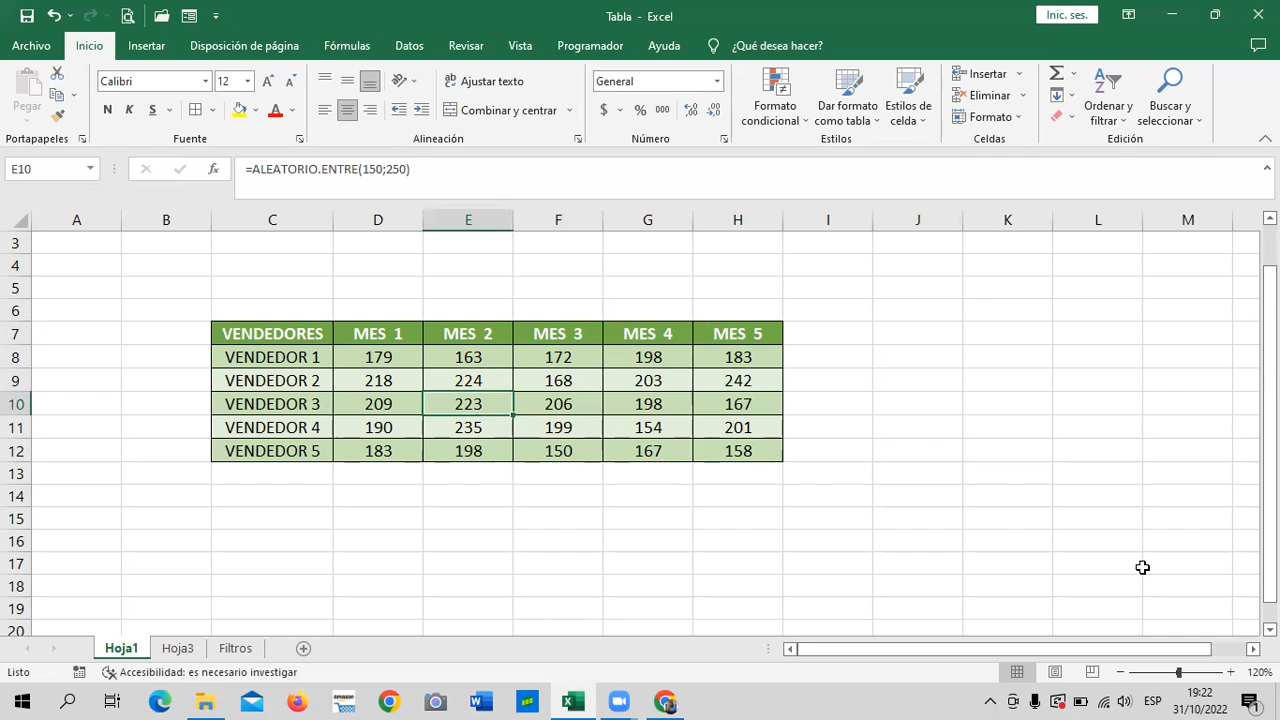 Tabla - Excel
Inic. ses.
Archivo Inicio Insertar Disposición de página Fórmulas Datos Revisar Vista Programador Ayuda ¿Qué desea hacer?
Pegar
Calibri 12
N K S A
Ajustar texto
Combinar y centrar
General
$ % 000
Formato condicional
Dar formato como tabla
Estilos de celda
Insertar
Eliminar
Formato
Ordenar y filtrar
Buscar y seleccionar
Portapapeles Fuente Alineación Número Estilos Celdas Edición
E10 fx =ALEATORIO.ENTRE(150;250)
A B C D E F G H I J K L M
3
4
5
6
7 VENDEDORES MES 1 MES 2 MES 3 MES 4 MES 5
8 VENDEDOR 1 179 163 172 198 183
9 VENDEDOR 2 218 224 168 203 242
10 VENDEDOR 3 209 223 206 198 167
11 VENDEDOR 4 190 235 199 154 201
12 VENDEDOR 5 183 198 150 167 158
13
14
15
16
17
18
19
20
Hoja1 Hoja3 Filtros
Listo Accesibilidad: es necesario investigar 120%
ESP 19:22
31/10/2022